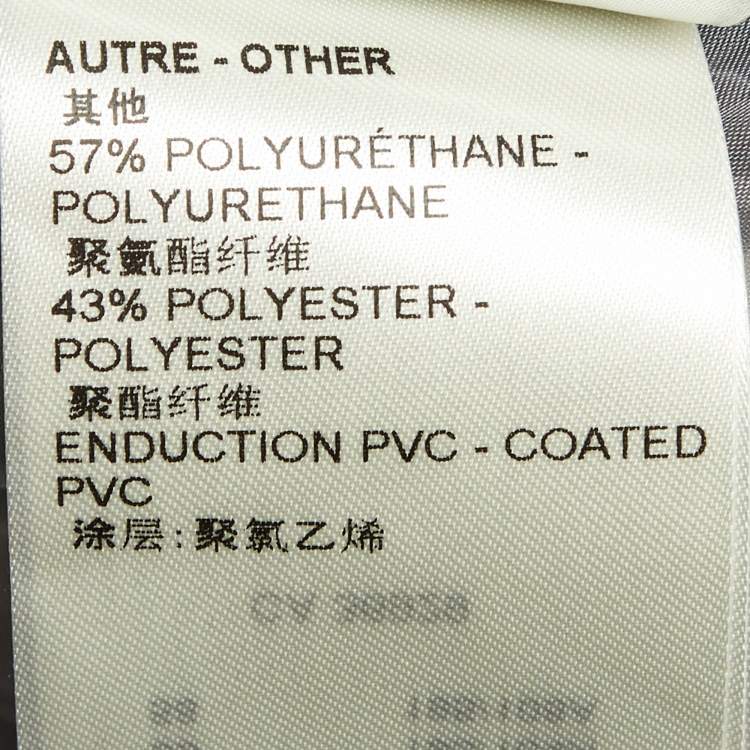 AUTRE - OTHER
其他
57% POLYURÉTHANE -
POLYURETHANE
聚氨酯纤维
43% POLYESTER -
POLYESTER
聚酯纤维
ENDUCTION PVC - COATED
PVC
涂层:聚氯乙烯